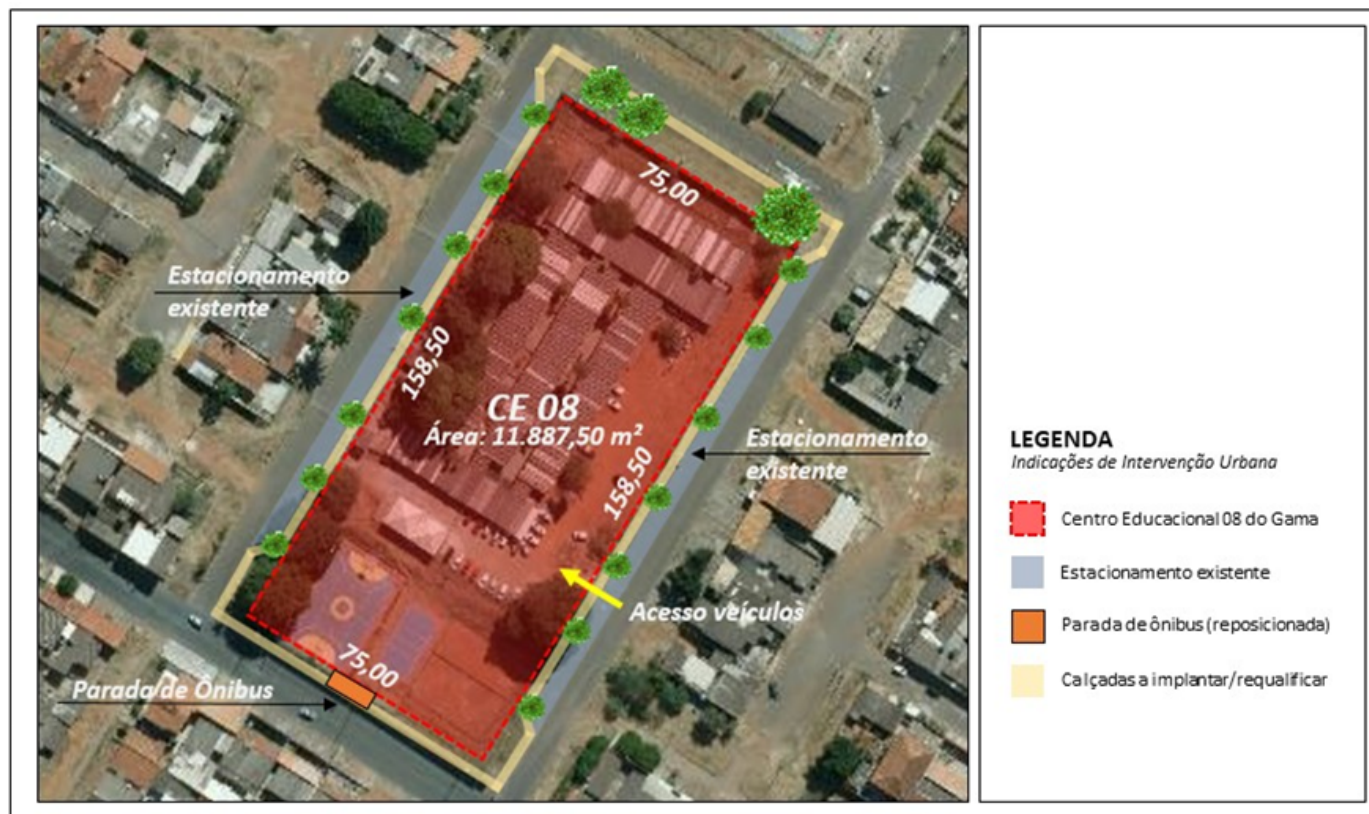 75,00
Estacionamento
existente
158,50
CE 08
Área: 11.887,50 m²
Estacionamento
existente
158,50
Acesso veículos
75,00
Parada de Ônibus
LEGENDA
Indicações de Intervenção Urbana
Centro Educacional 08 do Gama
Estacionamento existente
Parada de ônibus (reposicionada)
Calçadas a implantar/requalificar